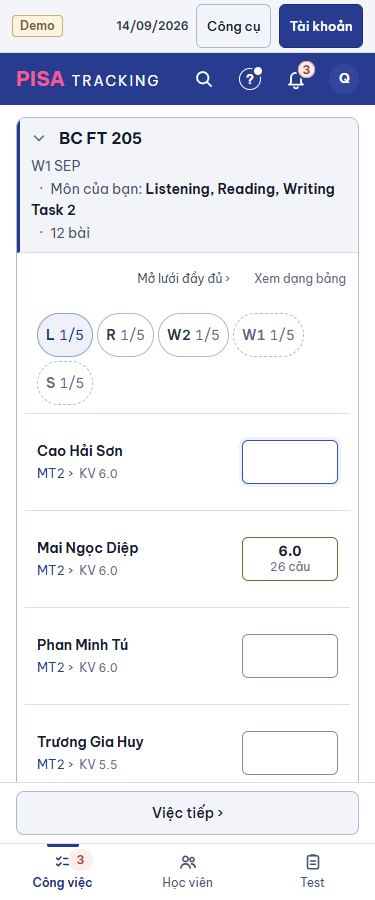 Demo
14/09/2026
Công cụ
Tài khoản
PISA TRACKING
?
3
Q
BC FT 205
W1 SEP
· Môn của bạn: Listening, Reading, Writing
Task 2
· 12 bài
Mở lưới đầy đủ ›
Xem dạng bảng
L 1/5
R 1/5
W2 1/5
W1 1/5
S 1/5
Cao Hải Sơn
MT2 › KV 6.0
Mai Ngọc Diệp
MT2 › KV 6.0
6.0
26 câu
Phan Minh Tú
MT2 › KV 6.0
Trương Gia Huy
MT2 › KV 5.5
Việc tiếp ›
3
Công việc
Học viên
Test